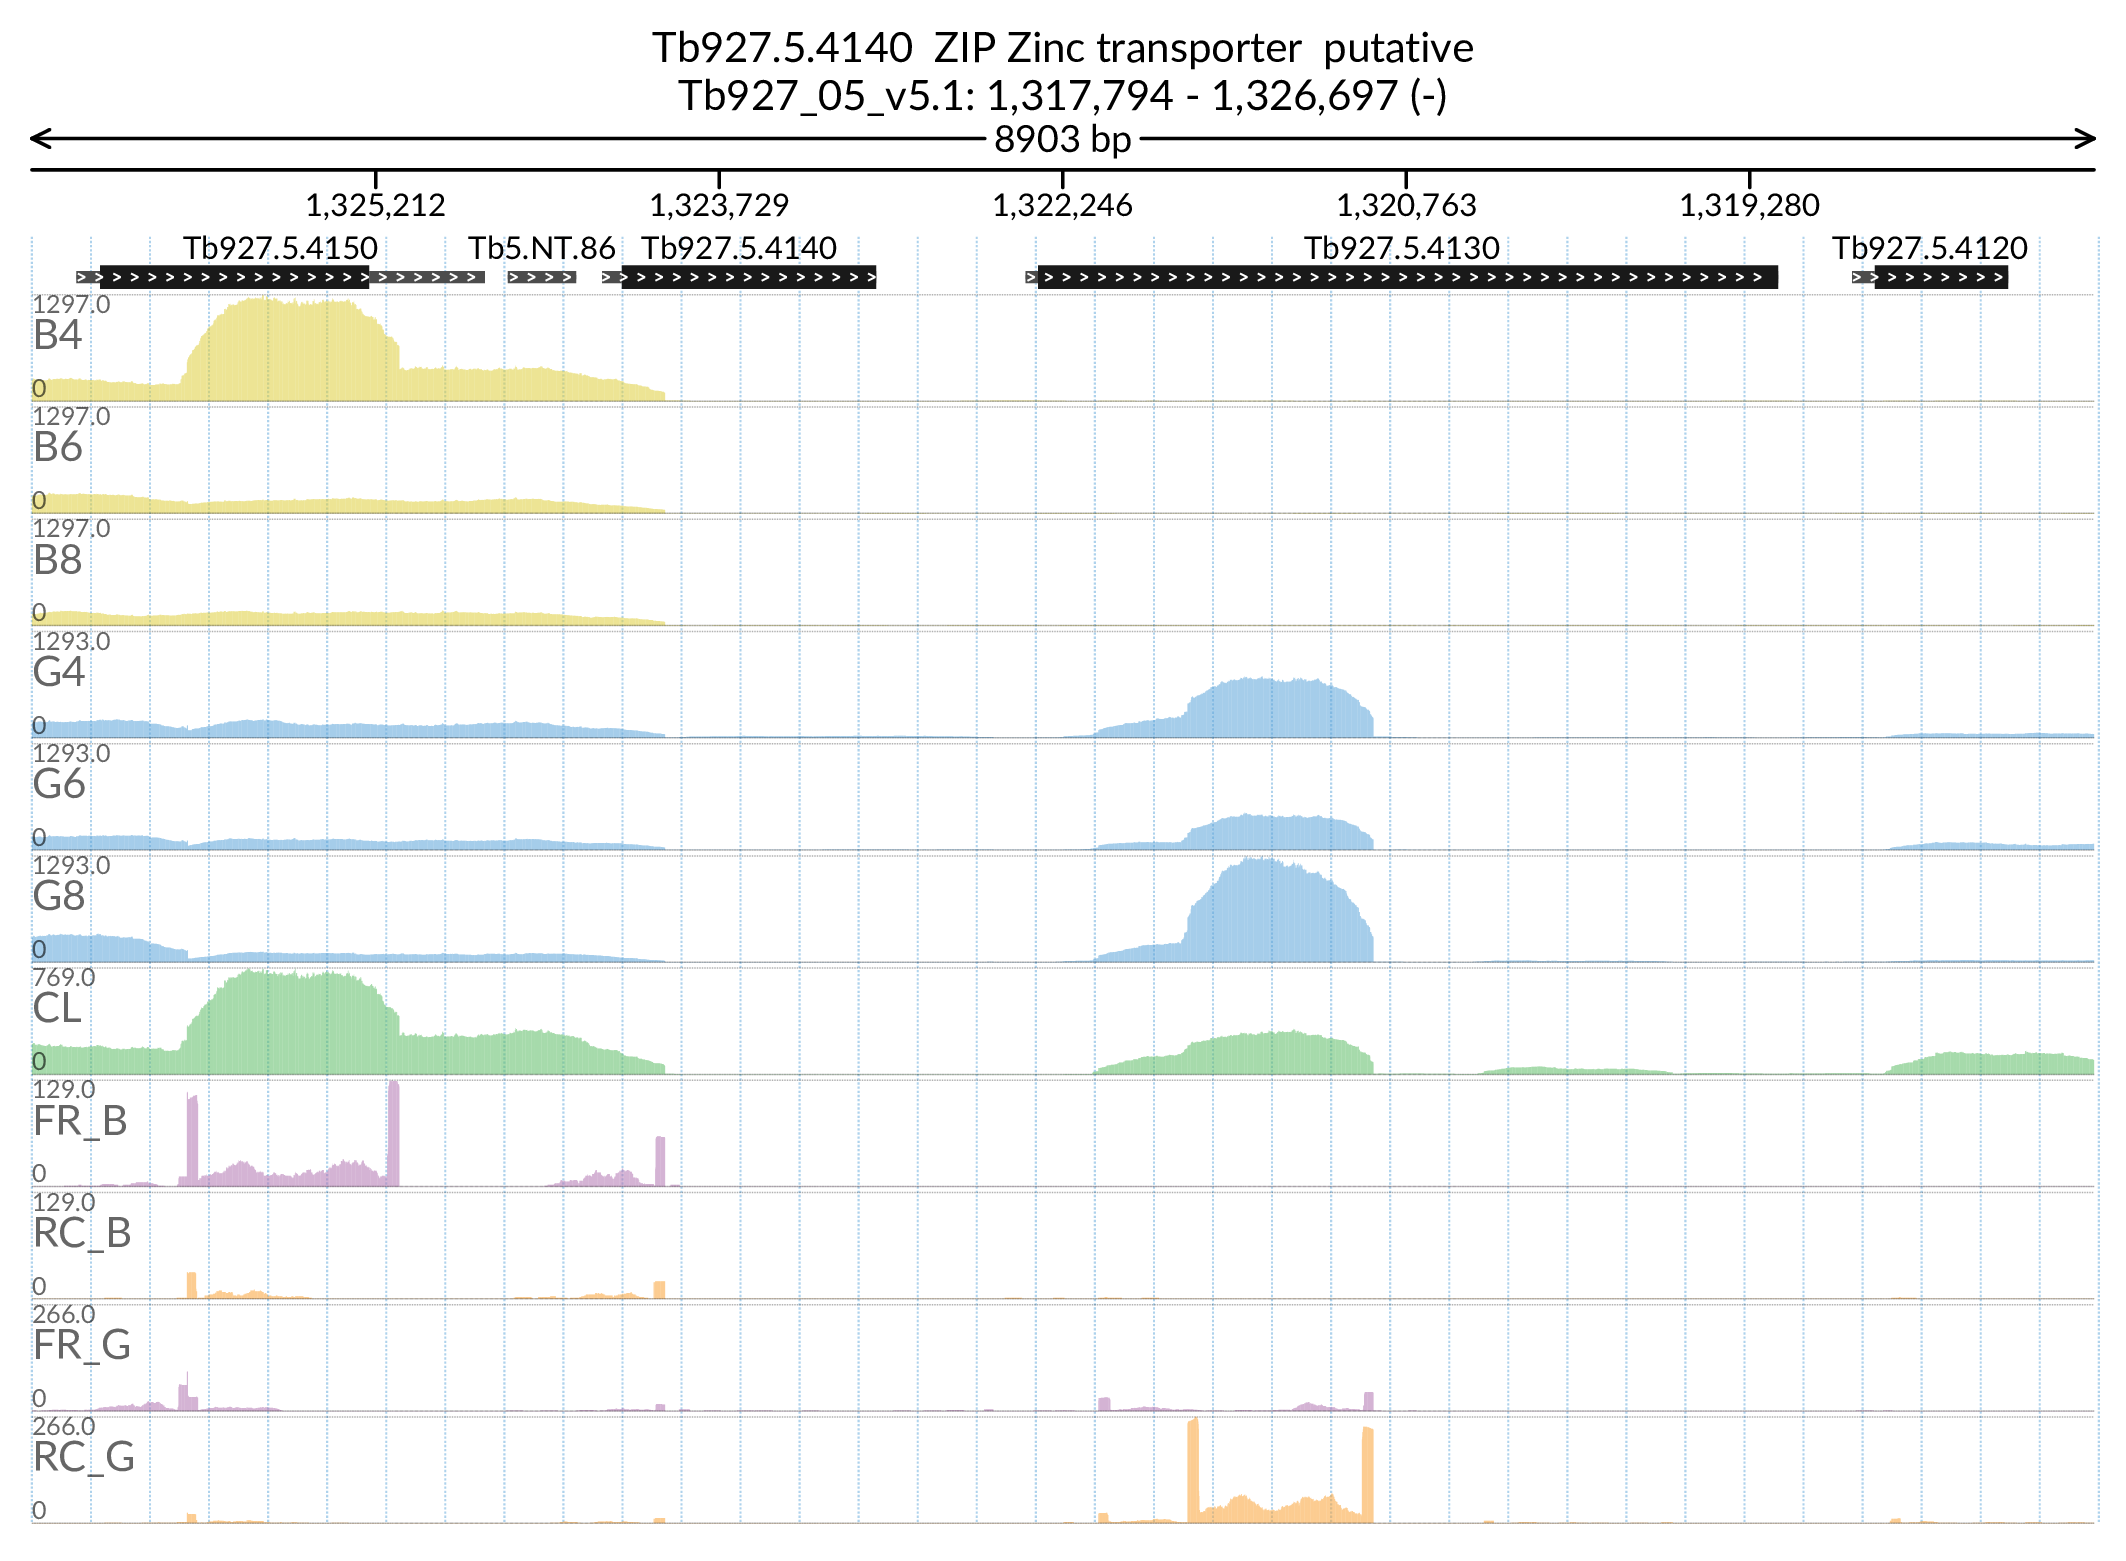 Tb927.5.4140  ZIP Zinc transporter  putative
Tb927_05_v5.1: 1,317,794 - 1,326,697 (-)
8903 bp
1,325,212 1,323,729 1,322,246 1,320,763 1,319,280
Tb927.5.4150 Tb5.NT.86 Tb927.5.4140 Tb927.5.4130 Tb927.5.4120
1297.0
B4
0
1297.0
B6
0
1297.0
B8
0
1293.0
G4
0
1293.0
G6
0
1293.0
G8
0
769.0
CL
0
129.0
FR_B
0
129.0
RC_B
0
266.0
FR_G
0
266.0
RC_G
0